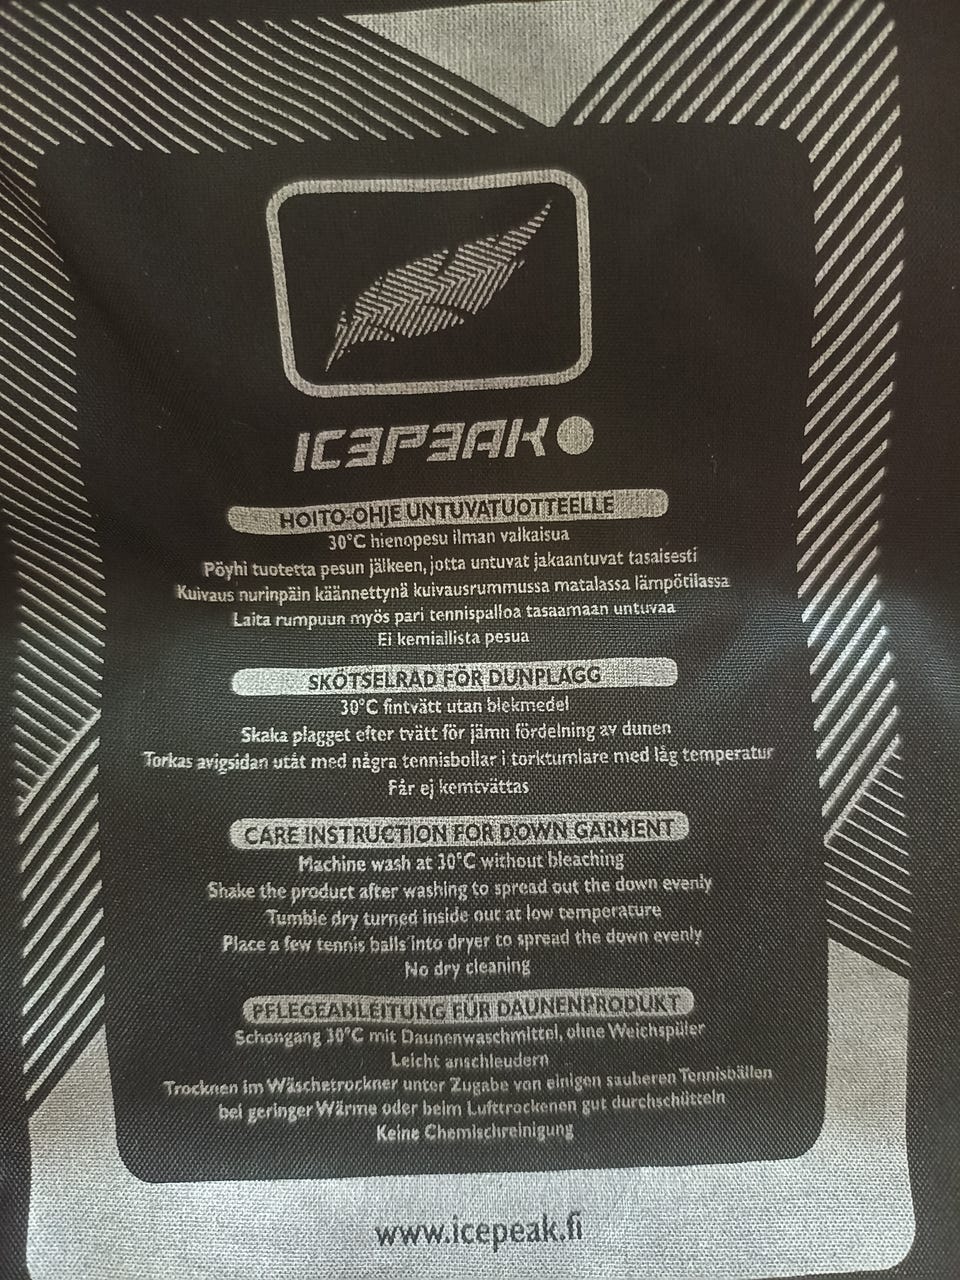 ICEPEAK
HOITO-OHJE UNTUVATUOTTEELLE
30°C hienopesu ilman valkaisua
Pöyhi tuotetta pesun jälkeen, jotta untuvat jakaantuvat tasaisesti
Kuivaus nurinpäin käännettynä kuivausrummussa matalassa lämpötilassa
Laita rumpuun myös pari tennispalloa tasaamaan untuvaa
Ei kemiallista pesua
SKÖTSELRÅD FÖR DUNPLAGG
30°C fintvätt utan blekmedel
Skaka plagget efter tvätt för jämn fördelning av dunen
Torkas avigsidan utåt med några tennisbollar i torktumlare med låg temperatur
Får ej kemtvättas
CARE INSTRUCTION FOR DOWN GARMENT
Machine wash at 30°C without bleaching
Shake the product after washing to spread out the down evenly
Tumble dry turned inside out at low temperature
Place a few tennis balls into dryer to spread the down evenly
No dry cleaning
PFLEGEANLEITUNG FÜR DAUNENPRODUKT
Schongang 30°C mit Daunenwaschmittel, ohne Weichspüler
Leicht anschleudern
Trocknen im Wäschetrockner unter Zugabe von einigen sauberen Tennisbällen
bei geringer Wärme oder beim Lufttrockenen gut durchschütteln
Keine Chemischreinigung
www.icepeak.fi